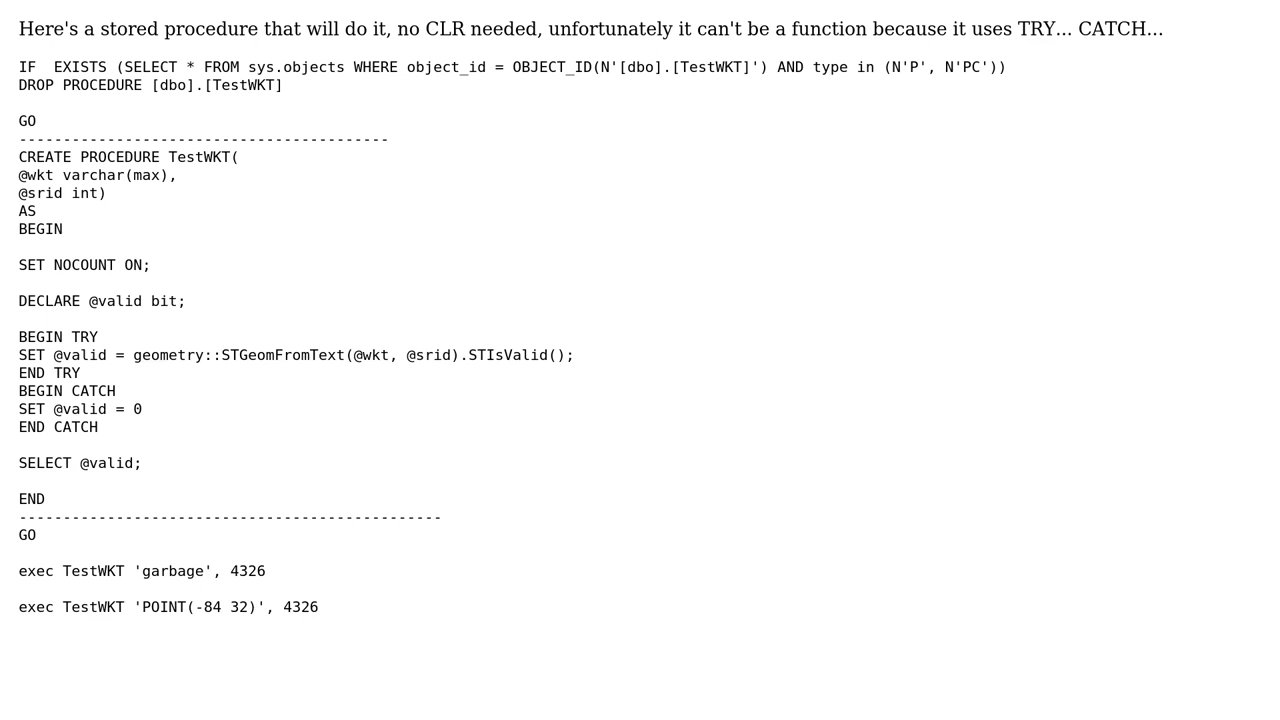 Here's a stored procedure that will do it, no CLR needed, unfortunately it can't be a function because it uses TRY... CATCH...
IF  EXISTS (SELECT * FROM sys.objects WHERE object_id = OBJECT_ID(N'[dbo].[TestWKT]') AND type in (N'P', N'PC'))
DROP PROCEDURE [dbo].[TestWKT]
GO
------------------------------------------
CREATE PROCEDURE TestWKT(
@wkt varchar(max),
@srid int)
AS
BEGIN
SET NOCOUNT ON;
DECLARE @valid bit;
BEGIN TRY
SET @valid = geometry::STGeomFromText(@wkt, @srid).STIsValid();
END TRY
BEGIN CATCH
SET @valid = 0
END CATCH
SELECT @valid;
END
------------------------------------------------
GO
exec TestWKT 'garbage', 4326
exec TestWKT 'POINT(-84 32)', 4326